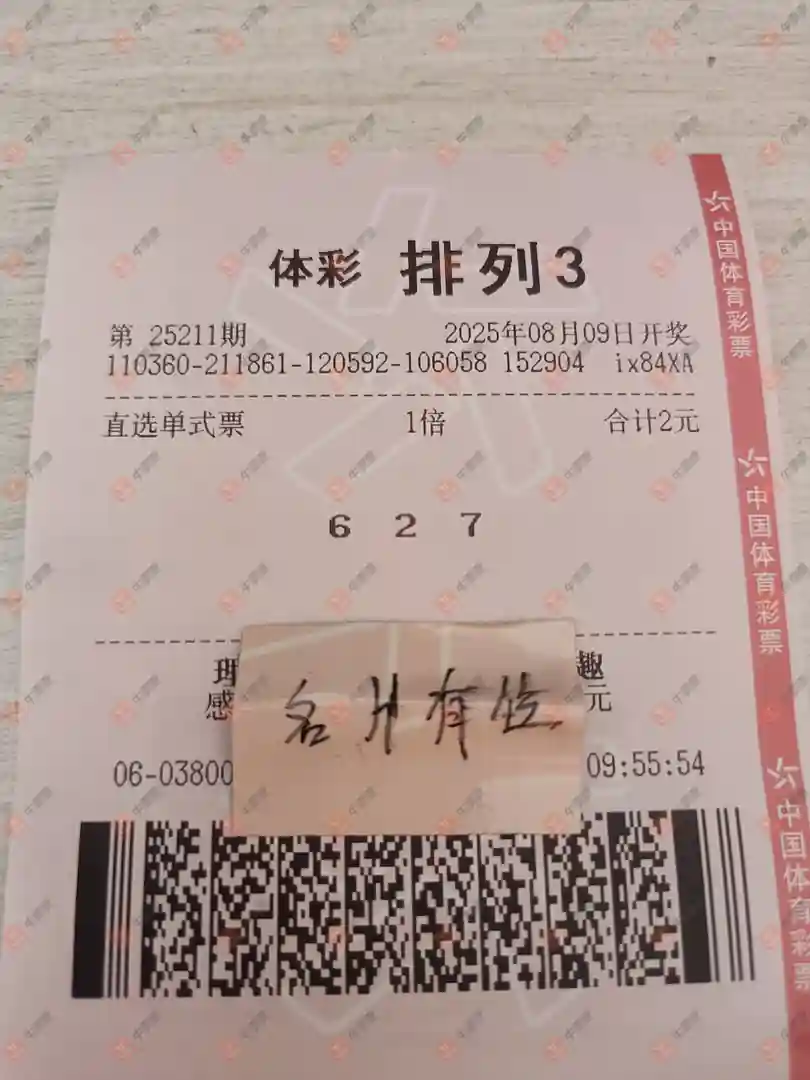 体彩 排列3
第 25211期 2025年08月09日开奖
110360-211861-120592-106058 152904 ix84XA
直选单式票 1倍 合计2元
6 2 7
趣
感 元
名片有位
06-03800 09:55:54
中国体育彩票
中国体育彩票
中国体育彩票